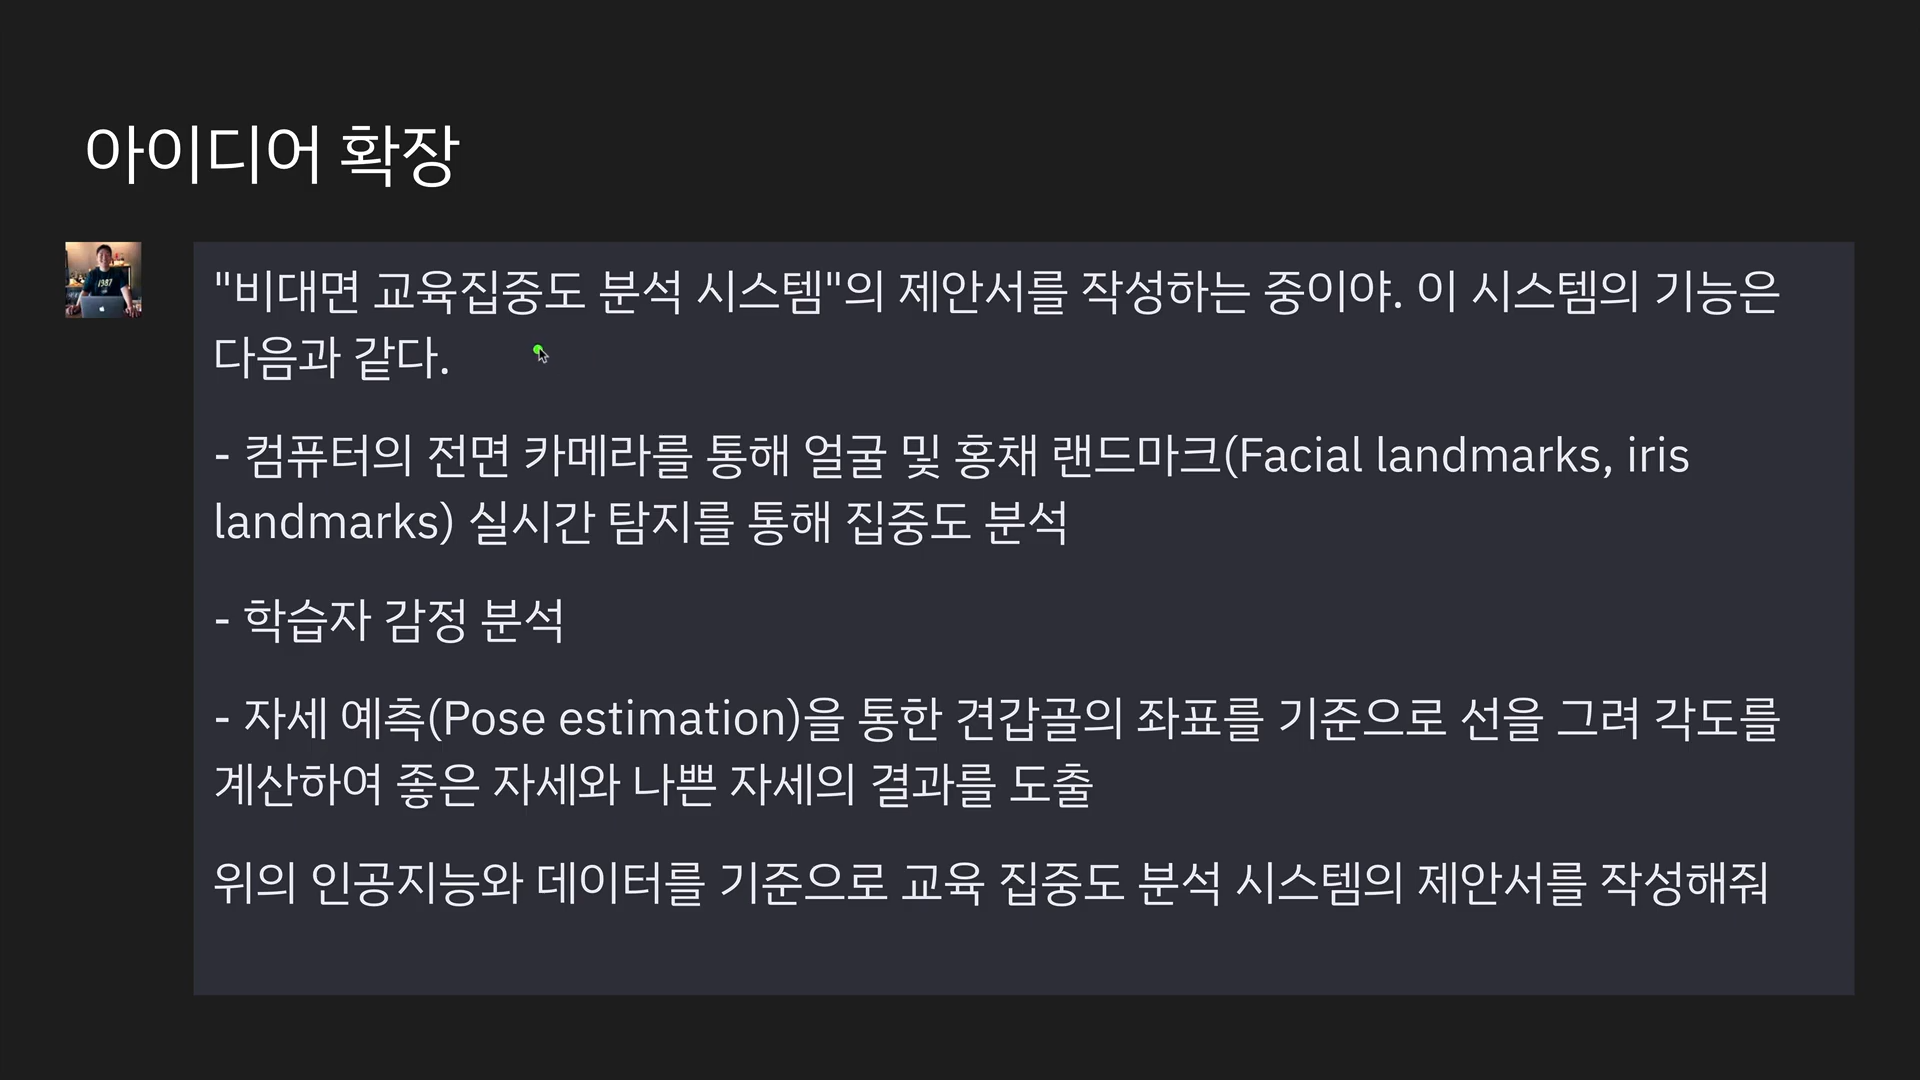 아이디어 확장
"비대면 교육집중도 분석 시스템"의 제안서를 작성하는 중이야. 이 시스템의 기능은
다음과 같다.
- 컴퓨터의 전면 카메라를 통해 얼굴 및 홍채 랜드마크(Facial landmarks, iris
landmarks) 실시간 탐지를 통해 집중도 분석
- 학습자 감정 분석
- 자세 예측(Pose estimation)을 통한 견갑골의 좌표를 기준으로 선을 그려 각도를
계산하여 좋은 자세와 나쁜 자세의 결과를 도출
위의 인공지능와 데이터를 기준으로 교육 집중도 분석 시스템의 제안서를 작성해줘
1987